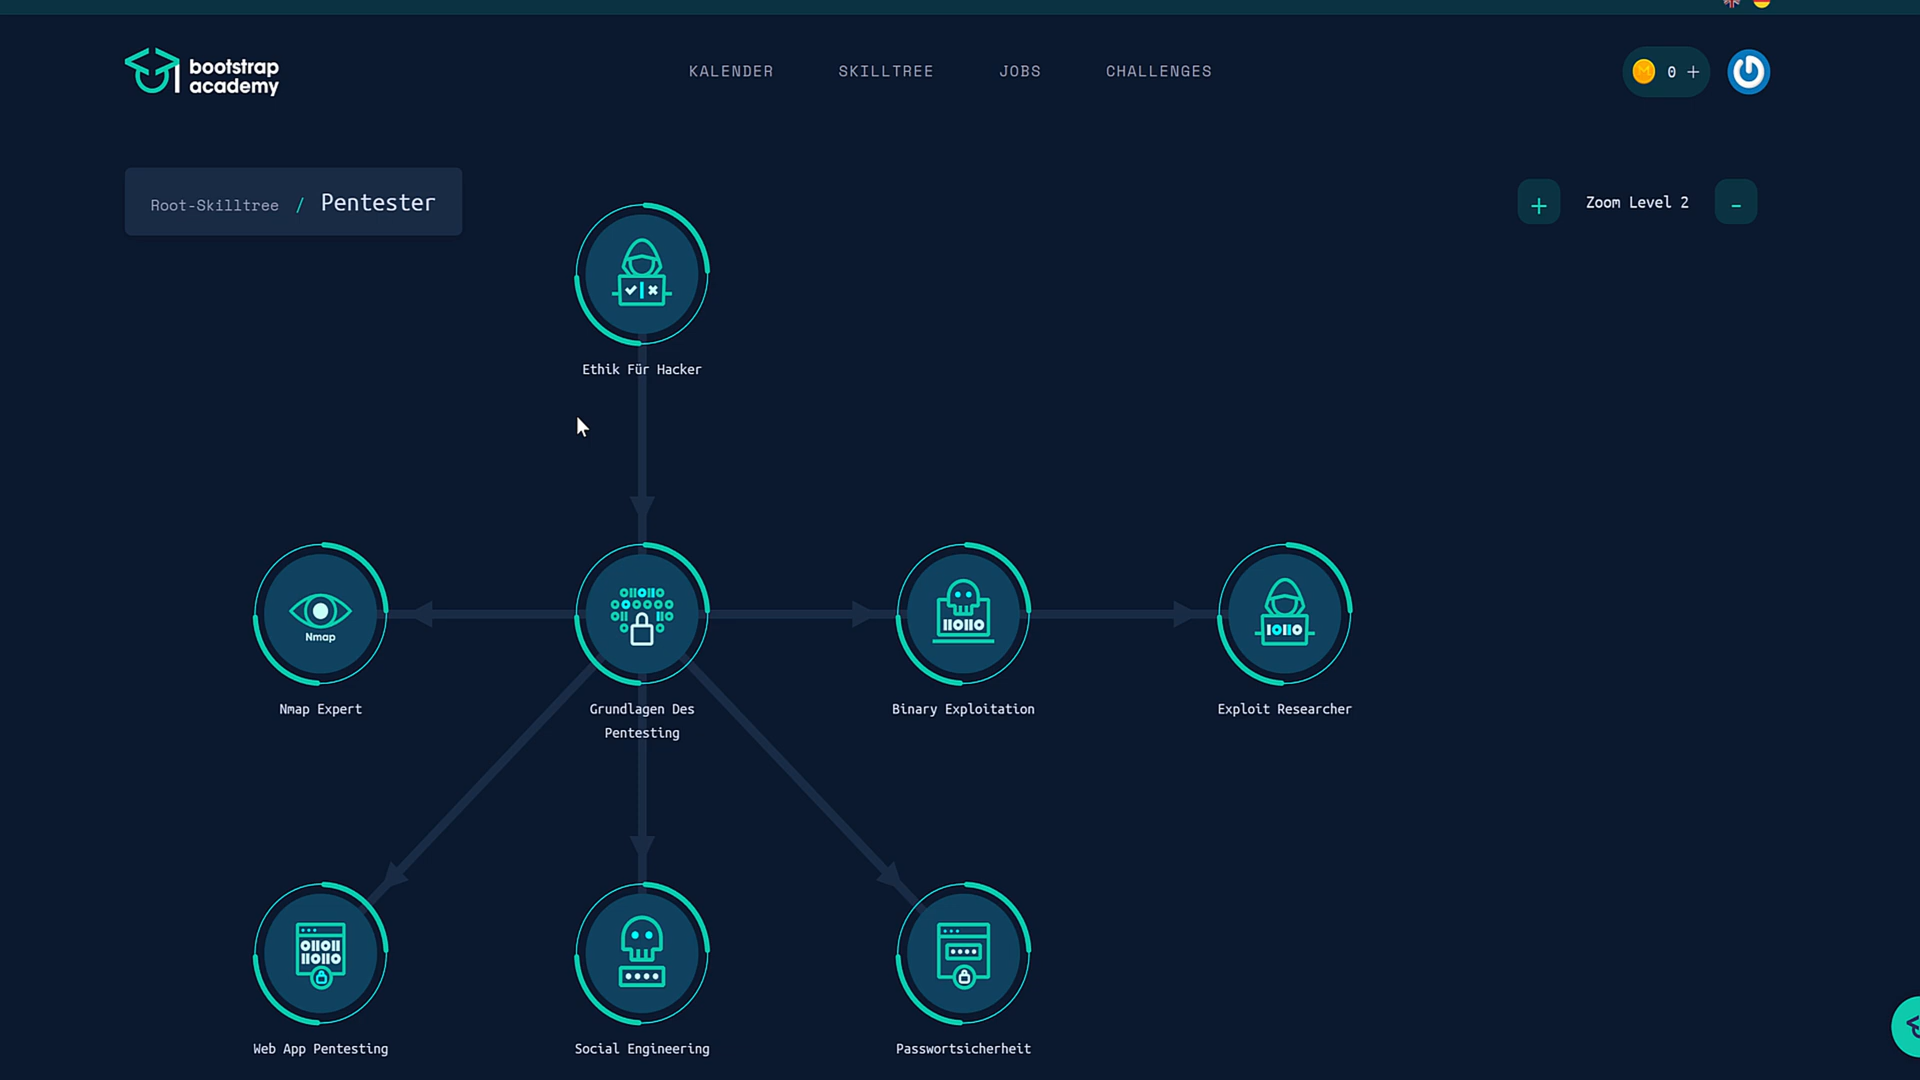 bootstrap
academy
KALENDER
SKILLTREE
JOBS
CHALLENGES
0 +
Root-Skilltree / Pentester
+
Zoom Level 2
-
Ethik Für Hacker
Nmap
Nmap Expert
Grundlagen Des
Pentesting
Binary Exploitation
Exploit Researcher
Web App Pentesting
Social Engineering
Passwortsicherheit